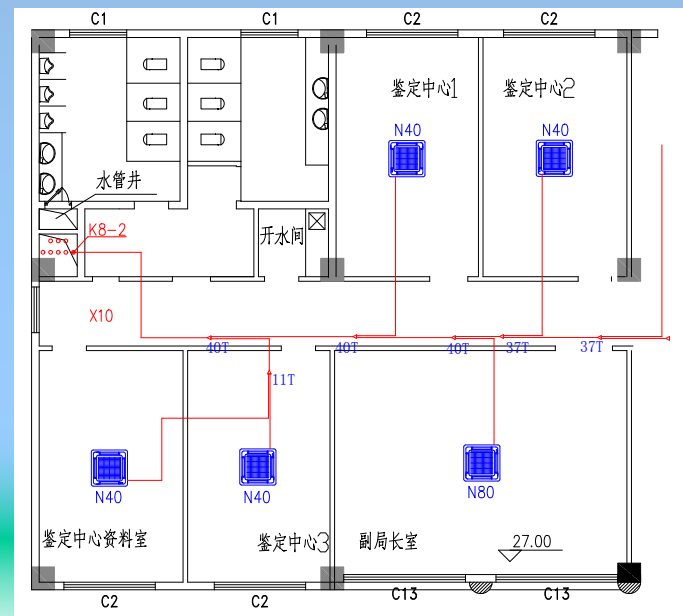 C1
C1
C2
C2
鉴定中心1
鉴定中心2
N40
N40
水管井
K8-2
开水间
X10
40T
40T
40T
37T
37T
11T
N40
N40
N80
鉴定中心资料室
鉴定中心3
副局长室
27.00
C2
C2
C13
C13